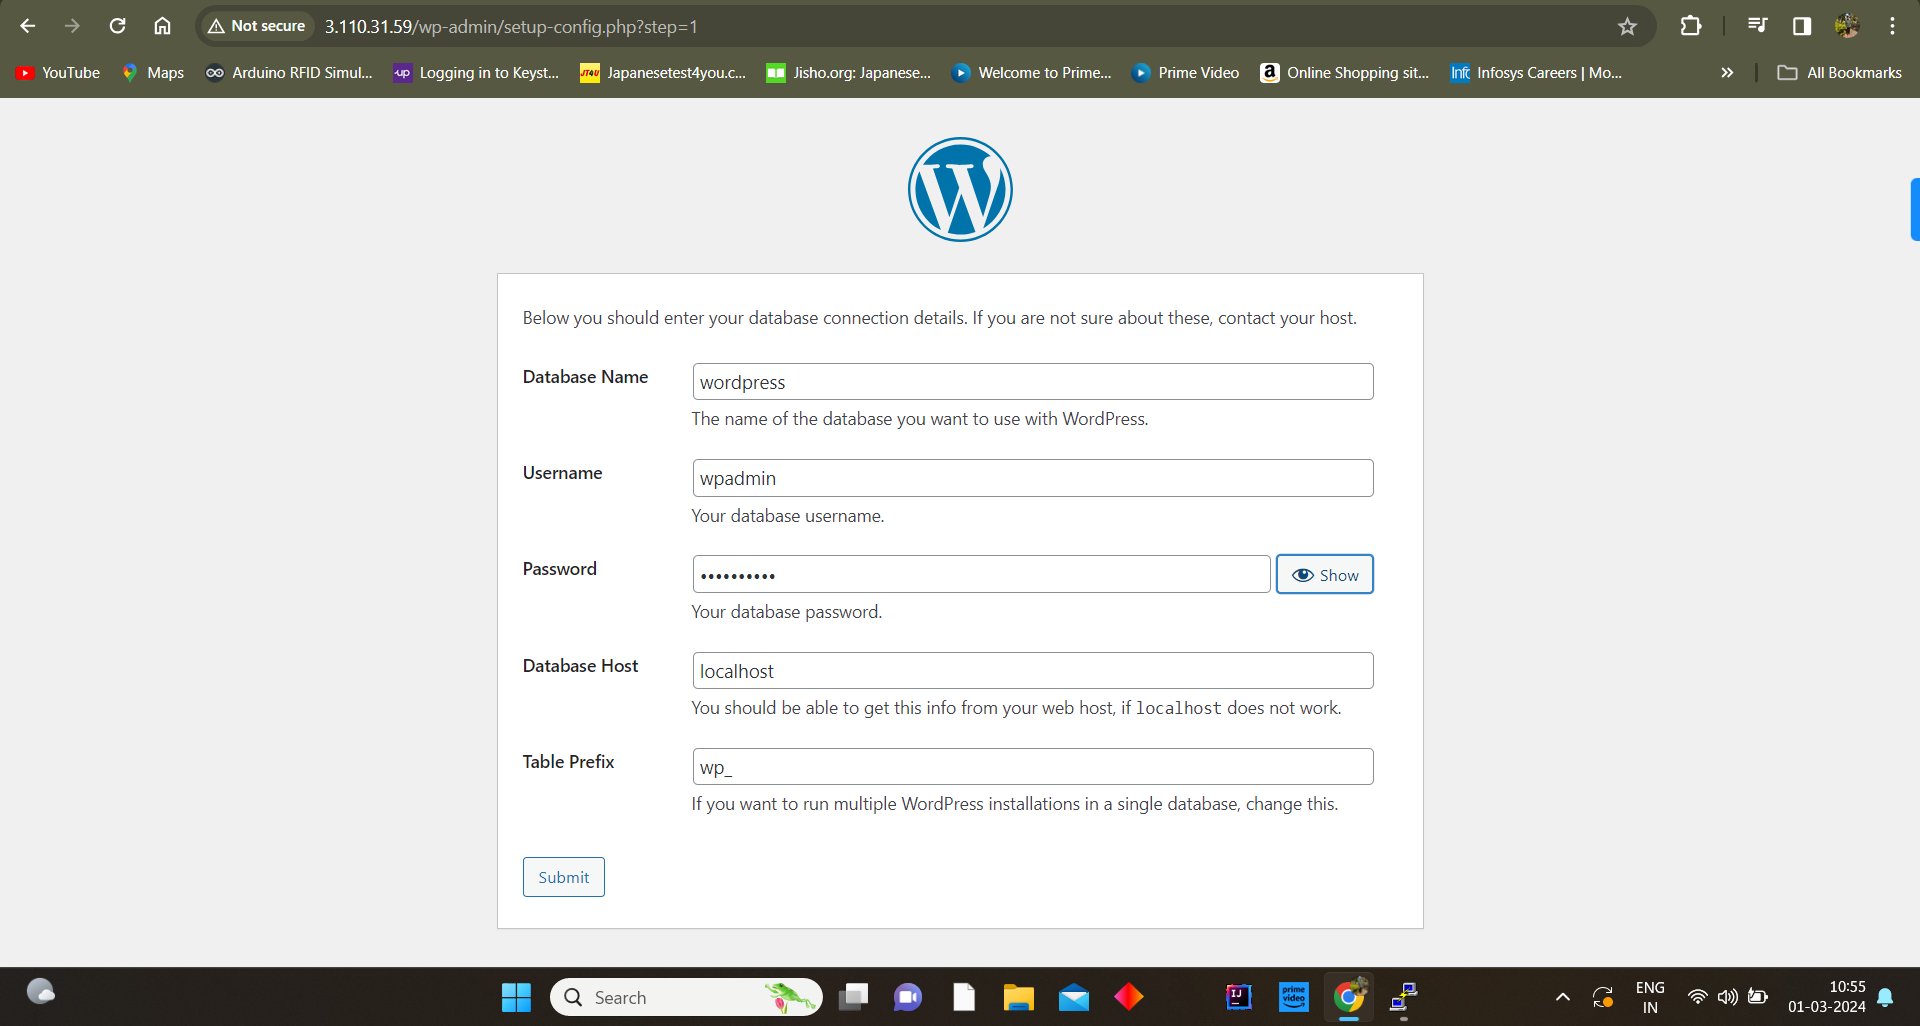 Not secure
3.110.31.59/wp-admin/setup-config.php?step=1
YouTube
Maps
Arduino RFID Simul...
up
Logging in to Keyst...
JT4U
Japanesetest4you.c...
Jisho.org: Japanese...
Welcome to Prime...
Prime Video
a
Online Shopping sit...
Infosys Careers | Mo...
All Bookmarks
W
Below you should enter your database connection details. If you are not sure about these, contact your host.
Database Name
wordpress
The name of the database you want to use with WordPress.
Username
wpadmin
Your database username.
Password
••••••••••
Show
Your database password.
Database Host
localhost
You should be able to get this info from your web host, if localhost does not work.
Table Prefix
wp_
If you want to run multiple WordPress installations in a single database, change this.
Submit
Search
IJ
prime
video
ENG
IN
10:55
01-03-2024